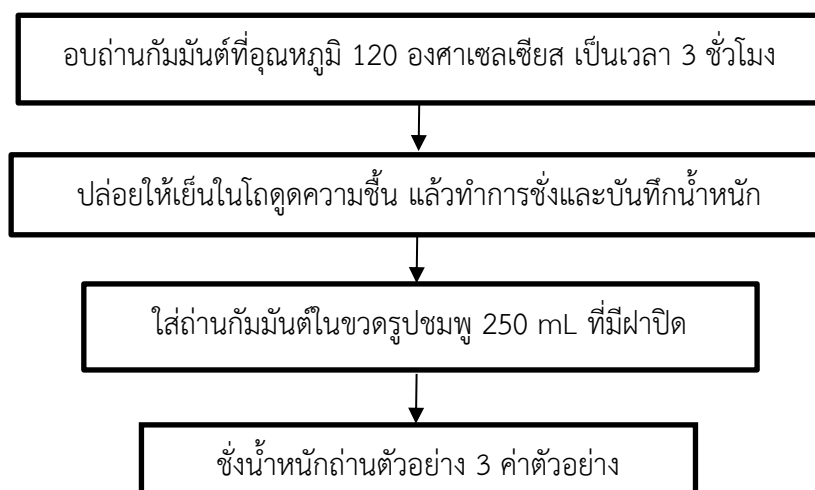 อบถ่านกัมมันต์ที่อุณหภูมิ 120 องศาเซลเซียส เป็นเวลา 3 ชั่วโมง
ปล่อยให้เย็นในโถดูดความชื้น แล้วทำการชั่งและบันทึกน้ำหนัก
ใส่ถ่านกัมมันต์ในขวดรูปชมพู 250 mL ที่มีฝาปิด
ชั่งน้ำหนักถ่านตัวอย่าง 3 ค่าตัวอย่าง